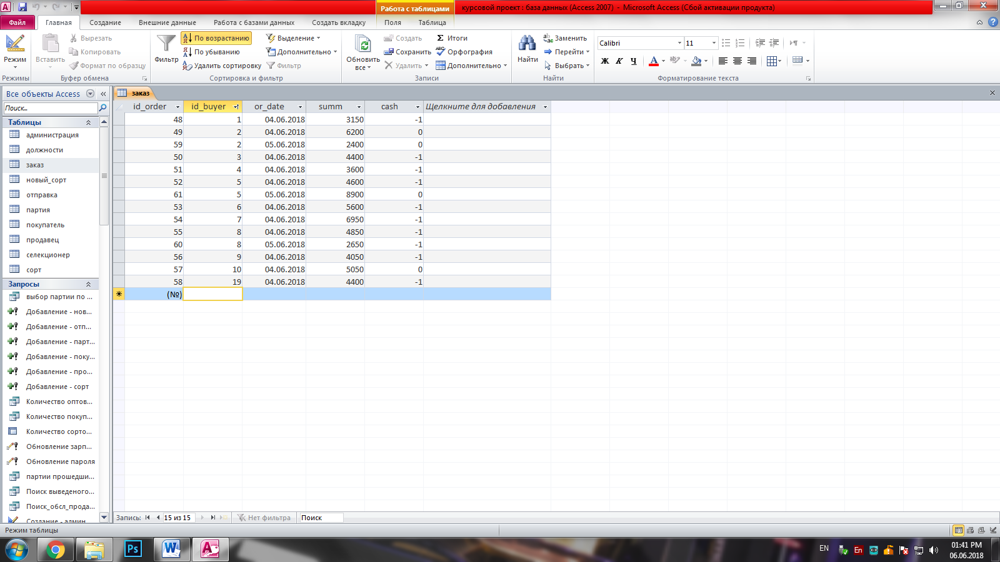 Работа с таблицами
курсовой проект : база данных (Access 2007) - Microsoft Access (Сбой активации продукта)
Файл Главная Создание Внешние данные Работа с базами данных Создать вкладку Поля Таблица
Режим
Режимы
Вставить
Вырезать
Копировать
Формат по образцу
Буфер обмена
Фильтр
По возрастанию
По убыванию
Удалить сортировку
Выделение
Дополнительно
Фильтр
Сортировка и фильтр
Обновить все
Создать
Сохранить
Удалить
Итоги
Орфография
Дополнительно
Записи
Найти
Заменить
Перейти
Выбрать
Найти
Calibri 11
Ж К Ч
Форматирование текста
Все объекты Access
Поиск...
Таблицы
администрация
должности
заказ
новый_сорт
отправка
партия
покупатель
продавец
селекционер
сорт
Запросы
выбор партии по ...
Добавление - нов...
Добавление - отп...
Добавление - парт...
Добавление - поку...
Добавление - про...
Добавление - сорт
Количество оптов...
Количество покуп...
Количество сорто...
Обновление зарп...
Обновление пароля
партии прошедши...
Поиск выведеного...
Поиск_обсл_прода...
Создание - админ...
заказ
id_order id_buyer or_date summ cash Щелкните для добавления
48 1 04.06.2018 3150 -1
49 2 04.06.2018 6200 0
59 2 05.06.2018 2400 0
50 3 04.06.2018 4400 -1
51 4 04.06.2018 3600 -1
52 5 04.06.2018 4600 -1
61 5 05.06.2018 8900 0
53 6 04.06.2018 5600 -1
54 7 04.06.2018 6950 -1
55 8 04.06.2018 4850 -1
60 8 05.06.2018 2650 -1
56 9 04.06.2018 4050 -1
57 10 04.06.2018 5050 0
58 19 04.06.2018 4400 -1
(№)
Запись: 15 из 15 Нет фильтра Поиск
Режим таблицы
EN
En
01:41 PM
06.06.2018